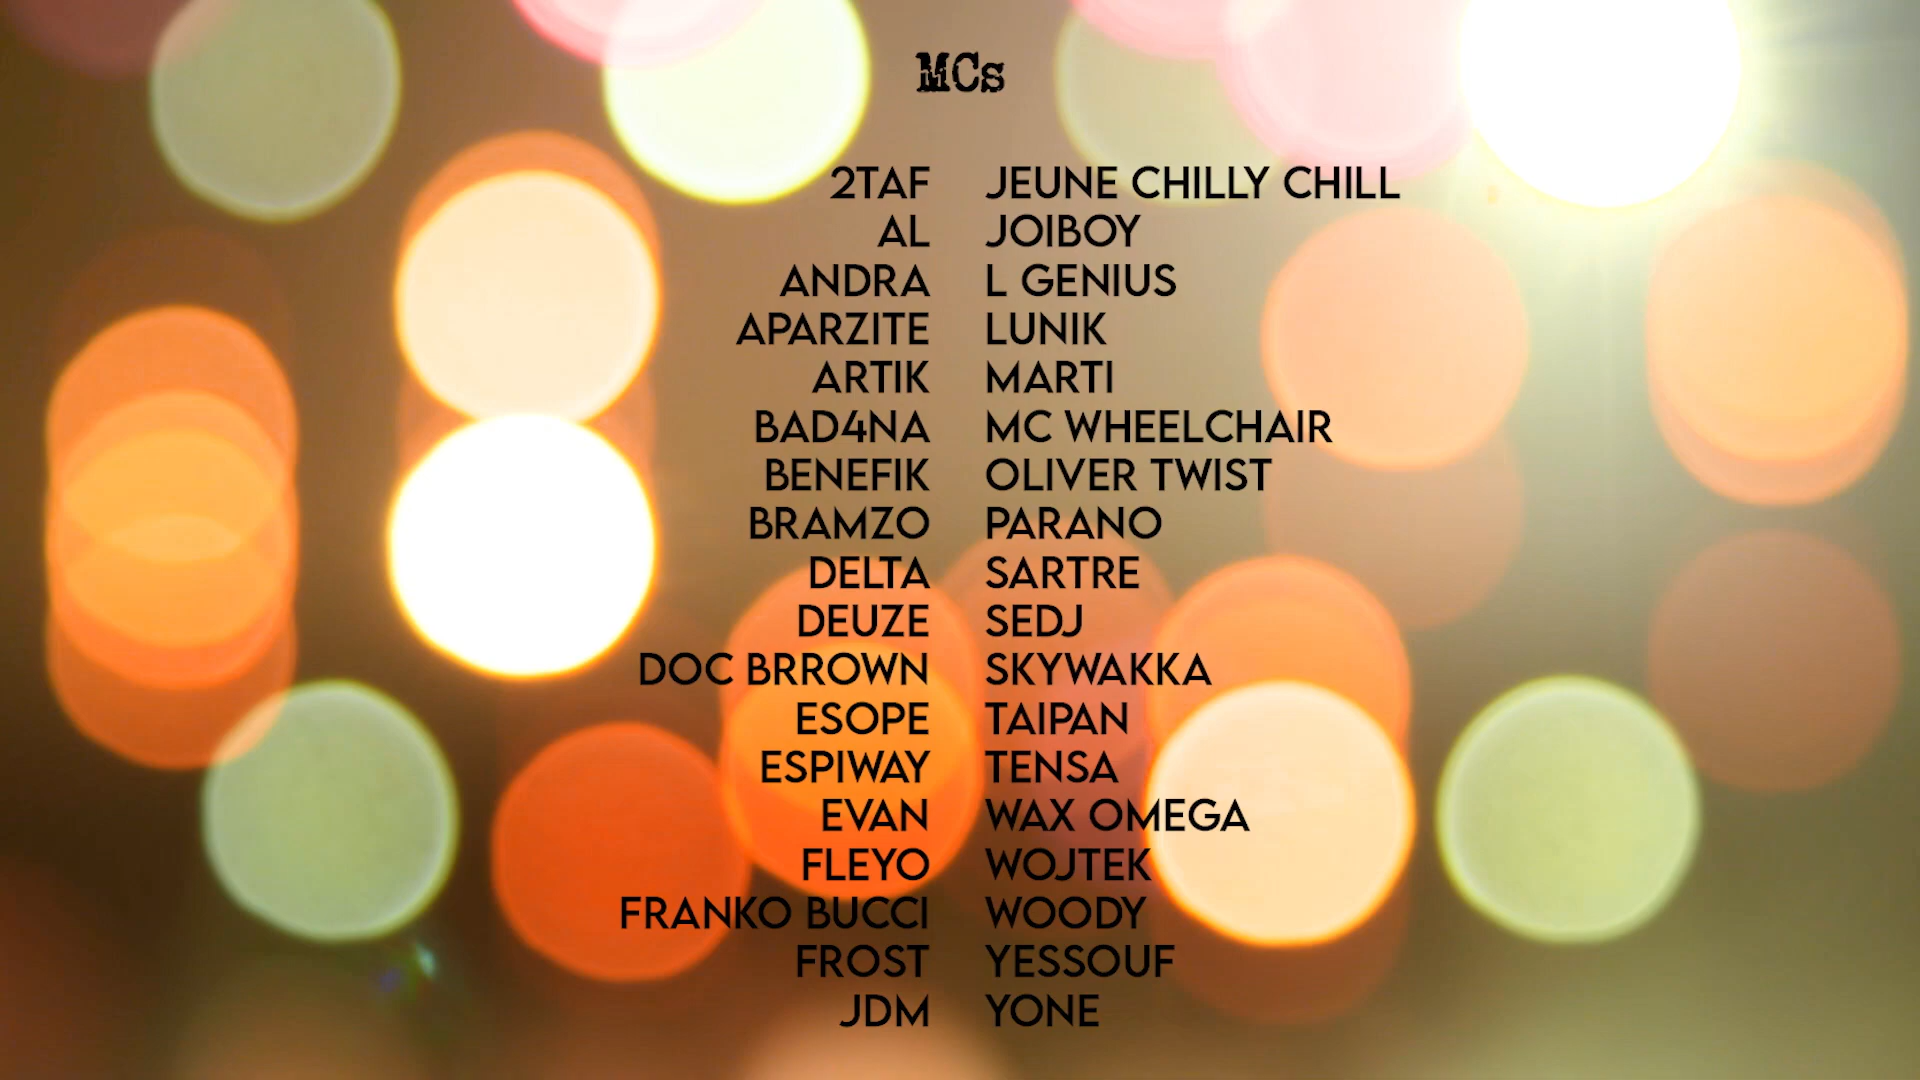 MCs
2TAF
AL
ANDRA
APARZITE
ARTIK
BAD4NA
BENEFIK
BRAMZO
DELTA
DEUZE
DOC BRROWN
ESOPE
ESPIWAY
EVAN
FLEYO
FRANKO BUCCI
FROST
JDM
JEUNE CHILLY CHILL
JOIBOY
L GENIUS
LUNIK
MARTI
MC WHEELCHAIR
OLIVER TWIST
PARANO
SARTRE
SEDJ
SKYWAKKA
TAIPAN
TENSA
WAX OMEGA
WOJTEK
WOODY
YESSOUF
YONE